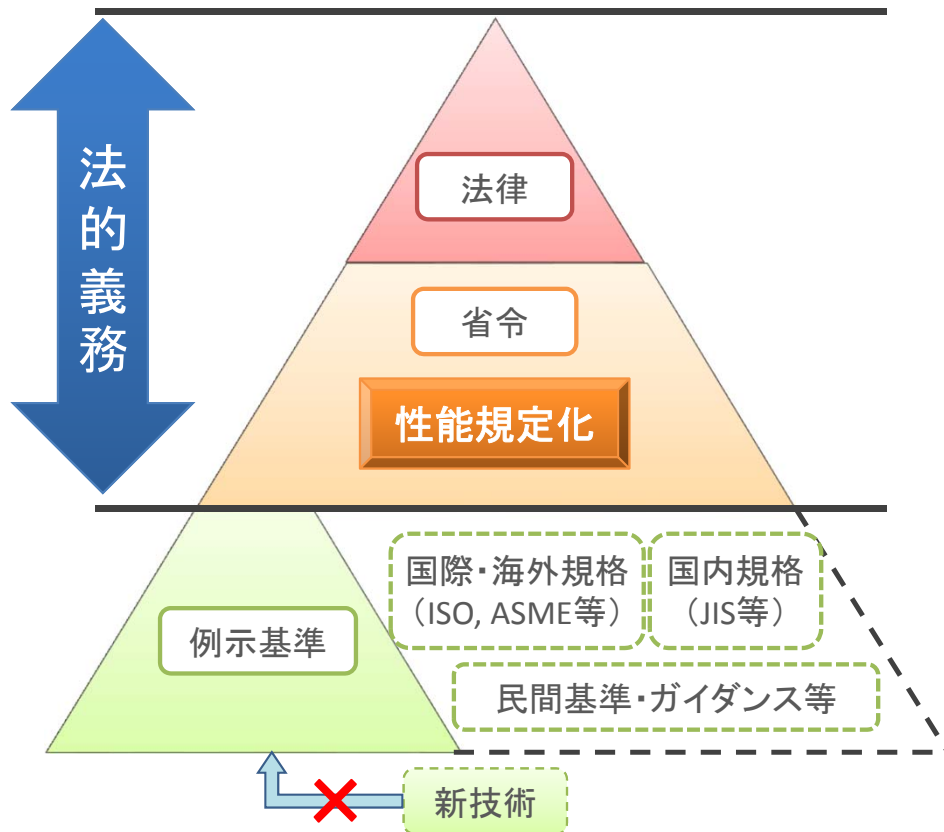 法的義務
法律
省令
性能規定化
国際・海外規格
（ISO, ASME等）
国内規格
（JIS等）
例示基準
民間基準・ガイダンス等
新技術